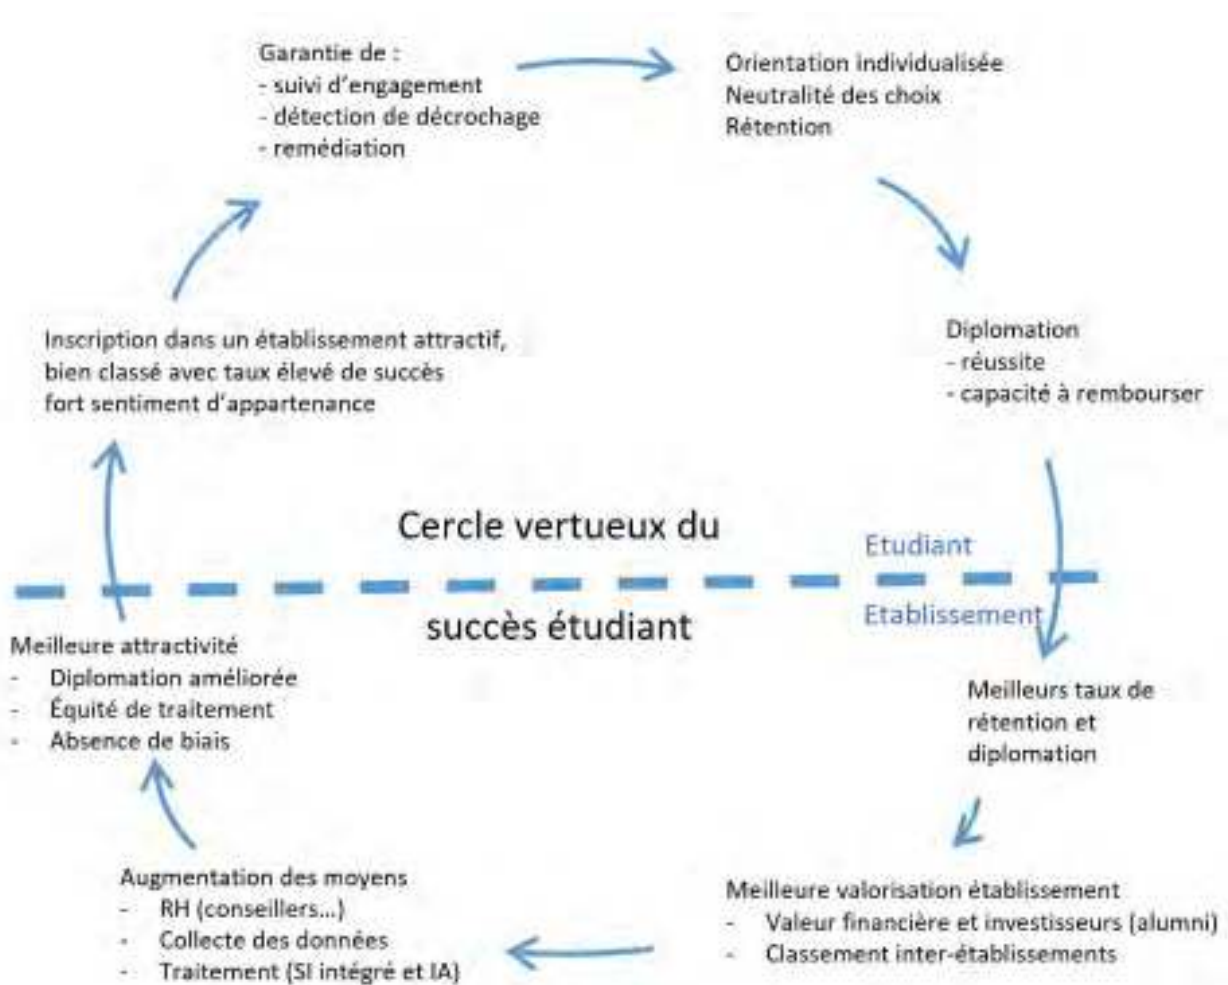 Garantie de :
- suivi d'engagement
- détection de décrochage
- remédiation
Orientation individualisée
Neutralité des choix
Rétention
Inscription dans un établissement attractif,
bien classé avec taux élevé de succès
fort sentiment d'appartenance
Diplomation
- réussite
- capacité à rembourser
Cercle vertueux du
succès étudiant
Etudiant
Etablissement
Meilleure attractivité
- Diplomation améliorée
- Équité de traitement
- Absence de biais
Meilleurs taux de
rétention et
diplomation
Augmentation des moyens
- RH (conseillers...)
- Collecte des données
- Traitement (SI intégré et IA)
Meilleure valorisation établissement
- Valeur financière et investisseurs (alumni)
- Classement inter-établissements